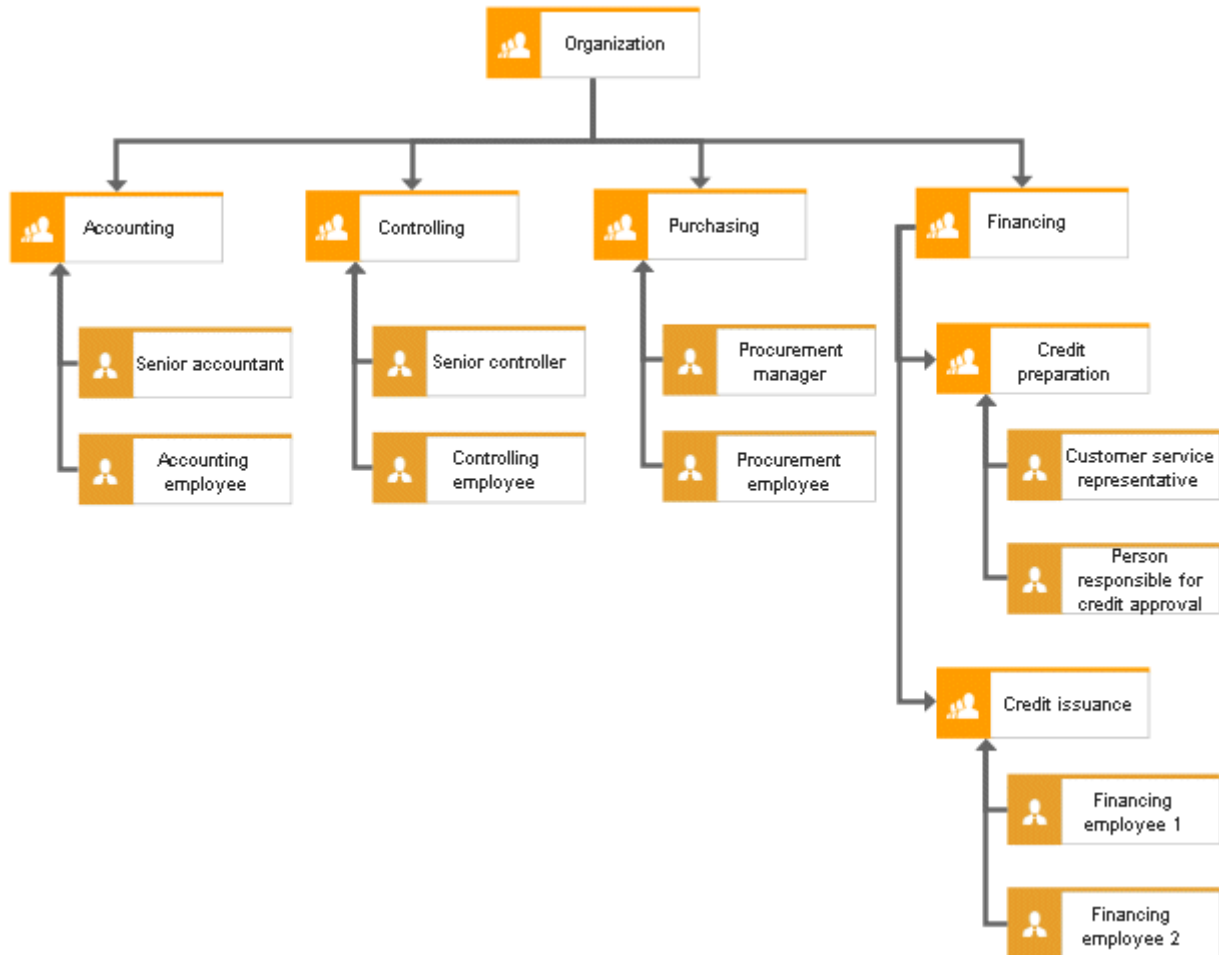 Organization
Accounting
Controlling
Purchasing
Financing
Senior accountant
Senior controller
Procurement
manager
Credit
preparation
Accounting
employee
Controlling
employee
Procurement
employee
Customer service
representative
Person
responsible for
credit approval
Credit issuance
Financing
employee 1
Financing
employee 2